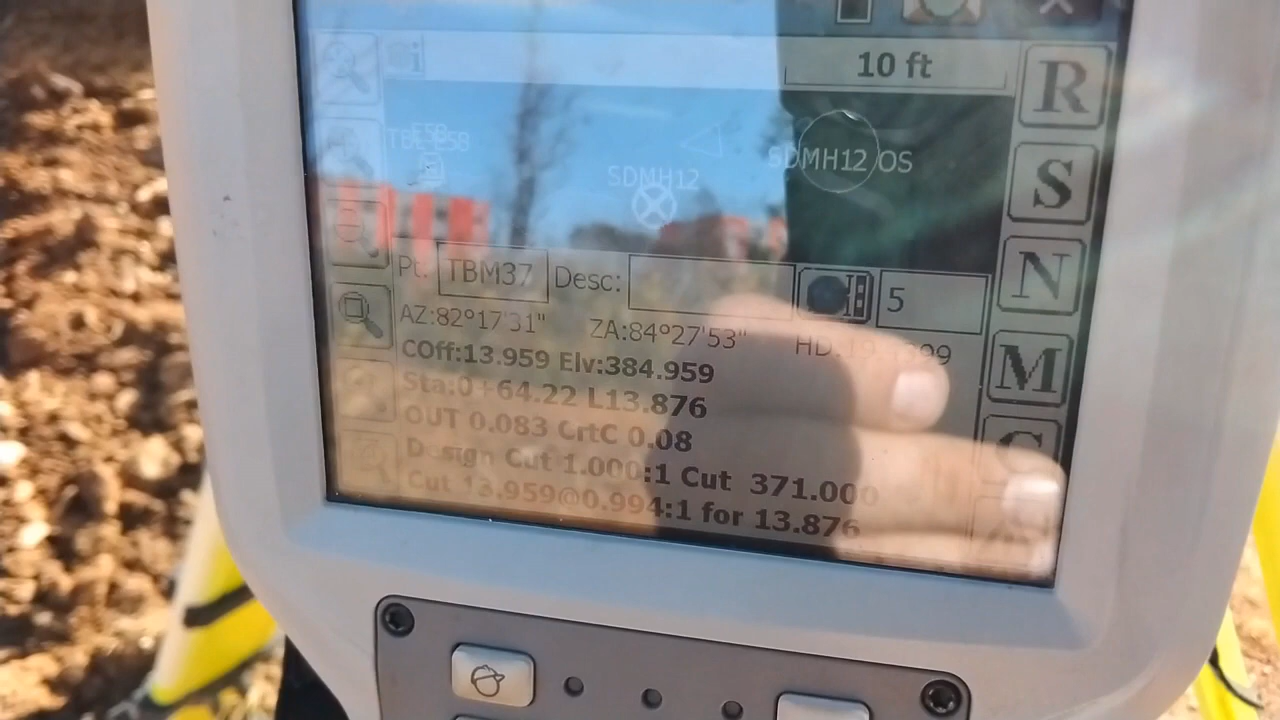 10 ft
R
SDMH12 OS
SDMH12
S
Pt. TBM37 Desc: 5
N
AZ:82°17'31" ZA:84°27'53" HD:
COff:13.959 Elv:384.959
M
Sta:0+64.22 L13.876
OUT 0.083 CrtC 0.08
Design Cut 1.000:1 Cut 371.000
Cut 13.959@0.994:1 for 13.876